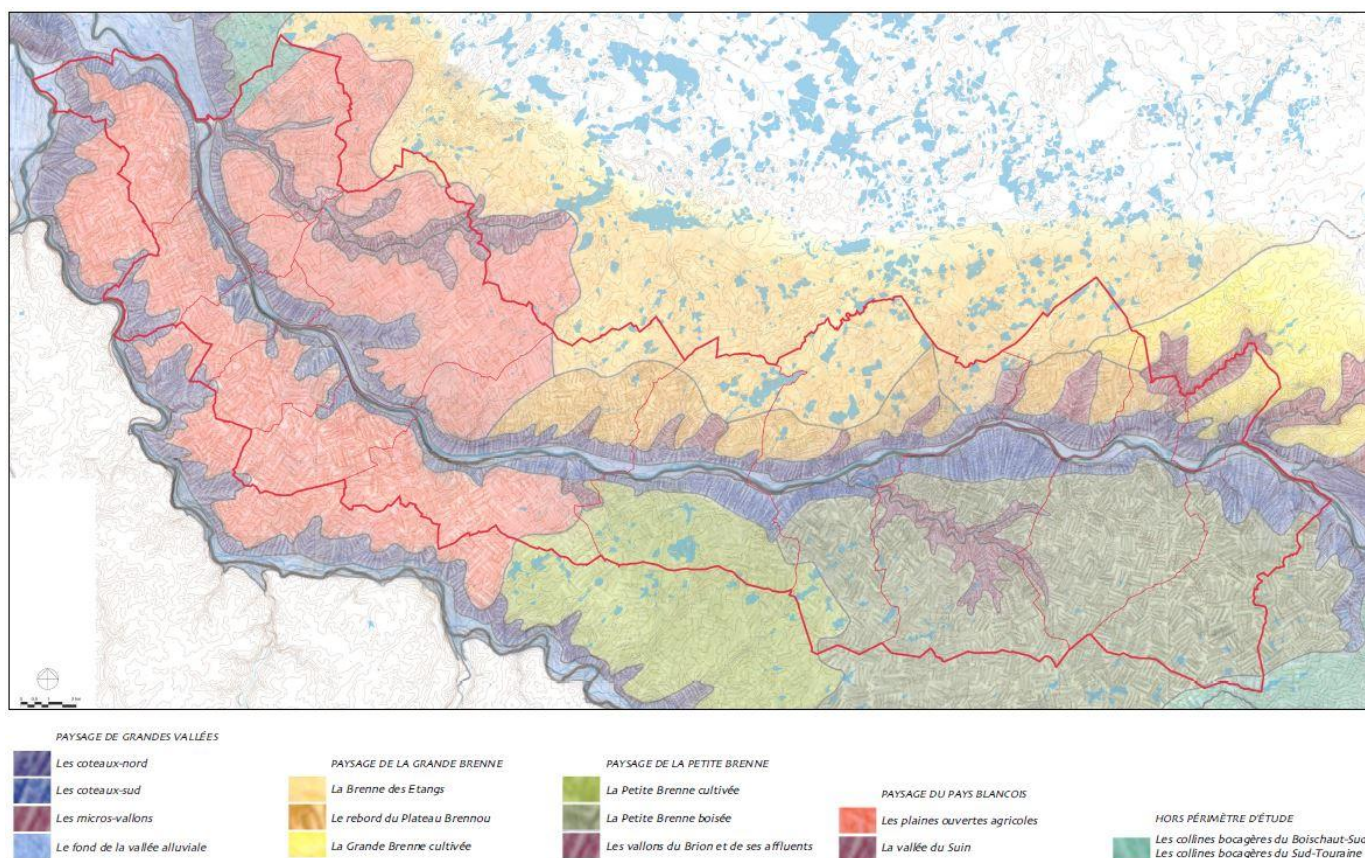 PAYSAGE DE GRANDES VALLÉES
Les coteaux-nord
Les coteaux-sud
Les micros-vallons
Le fond de la vallée alluviale
PAYSAGE DE LA GRANDE BRENNE
La Brenne des Etangs
Le rebord du Plateau Brennou
La Grande Brenne cultivée
PAYSAGE DE LA PETITE BRENNE
La Petite Brenne cultivée
La Petite Brenne boisée
Les vallons du Brion et de ses affluents
PAYSAGE DU PAYS BLANCOIS
Les plaines ouvertes agricoles
La vallée du Suin
HORS PÉRIMÈTRE D'ÉTUDE
Les collines bocagères du Boischaut-Sud
Les collines bocagères du Sud-Touraine